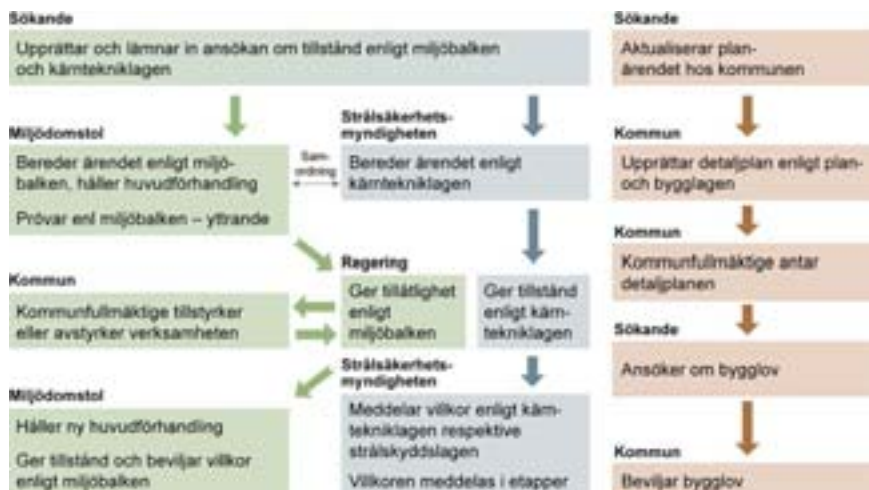 Sökande
Upprättar och lämnar in ansökan om tillstånd enligt miljöbalken
och kärntekniklagen
Miljödomstol
Bereder ärendet enligt miljö-
balken, håller huvudförhandling
Prövar enl miljöbalken – yttrande
Sam-
ordning
Strålsäkerhets-
myndigheten
Bereder ärendet enligt
kärntekniklagen
Kommun
Kommunfullmäktige tillstyrker
eller avstyrker verksamheten
Regering
Ger tillåtlighet
enligt
miljöbalken
Ger tillstånd
enligt kärn-
tekniklagen
Miljödomstol
Håller ny huvudförhandling
Ger tillstånd och beviljar villkor
enligt miljöbalken
Strålsäkerhets-
myndigheten
Meddelar villkor enligt kärn-
tekniklagen respektive
strålskyddslagen
Villkoren meddelas i etapper
Sökande
Aktualiserar plan-
ärendet hos kommunen
Kommun
Upprättar detaljplan enligt plan-
och bygglagen
Kommun
Kommunfullmäktige antar
detaljplanen
Sökande
Ansöker om bygglov
Kommun
Beviljar bygglov